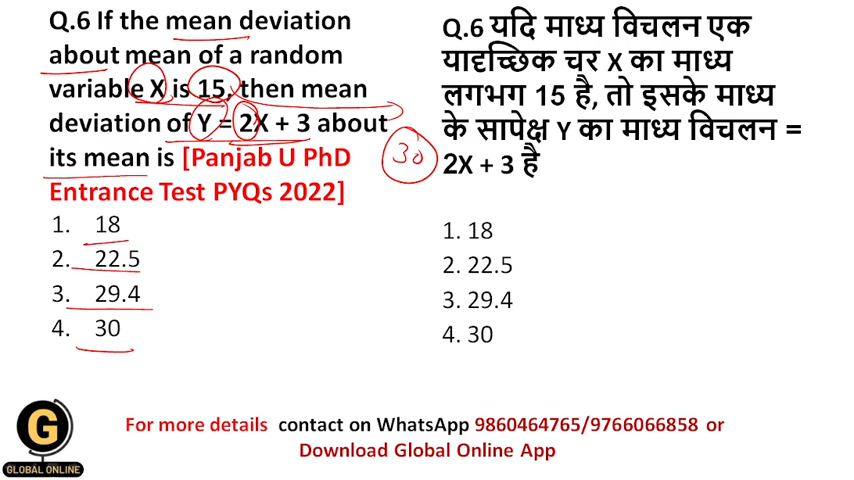 Q.6 If the mean deviation
about mean of a random
variable X is 15, then mean
deviation of Y = 2X + 3 about
its mean is [Panjab U PhD
Entrance Test PYQs 2022]
30
1. 18
2. 22.5
3. 29.4
4. 30
Q.6 यदि माध्य विचलन एक
यादृच्छिक चर X का माध्य
लगभग 15 है, तो इसके माध्य
के सापेक्ष Y का माध्य विचलन =
2X + 3 है
1. 18
2. 22.5
3. 29.4
4. 30
G
GLOBAL ONLINE
For more details contact on WhatsApp 9860464765/9766066858 or
Download Global Online App